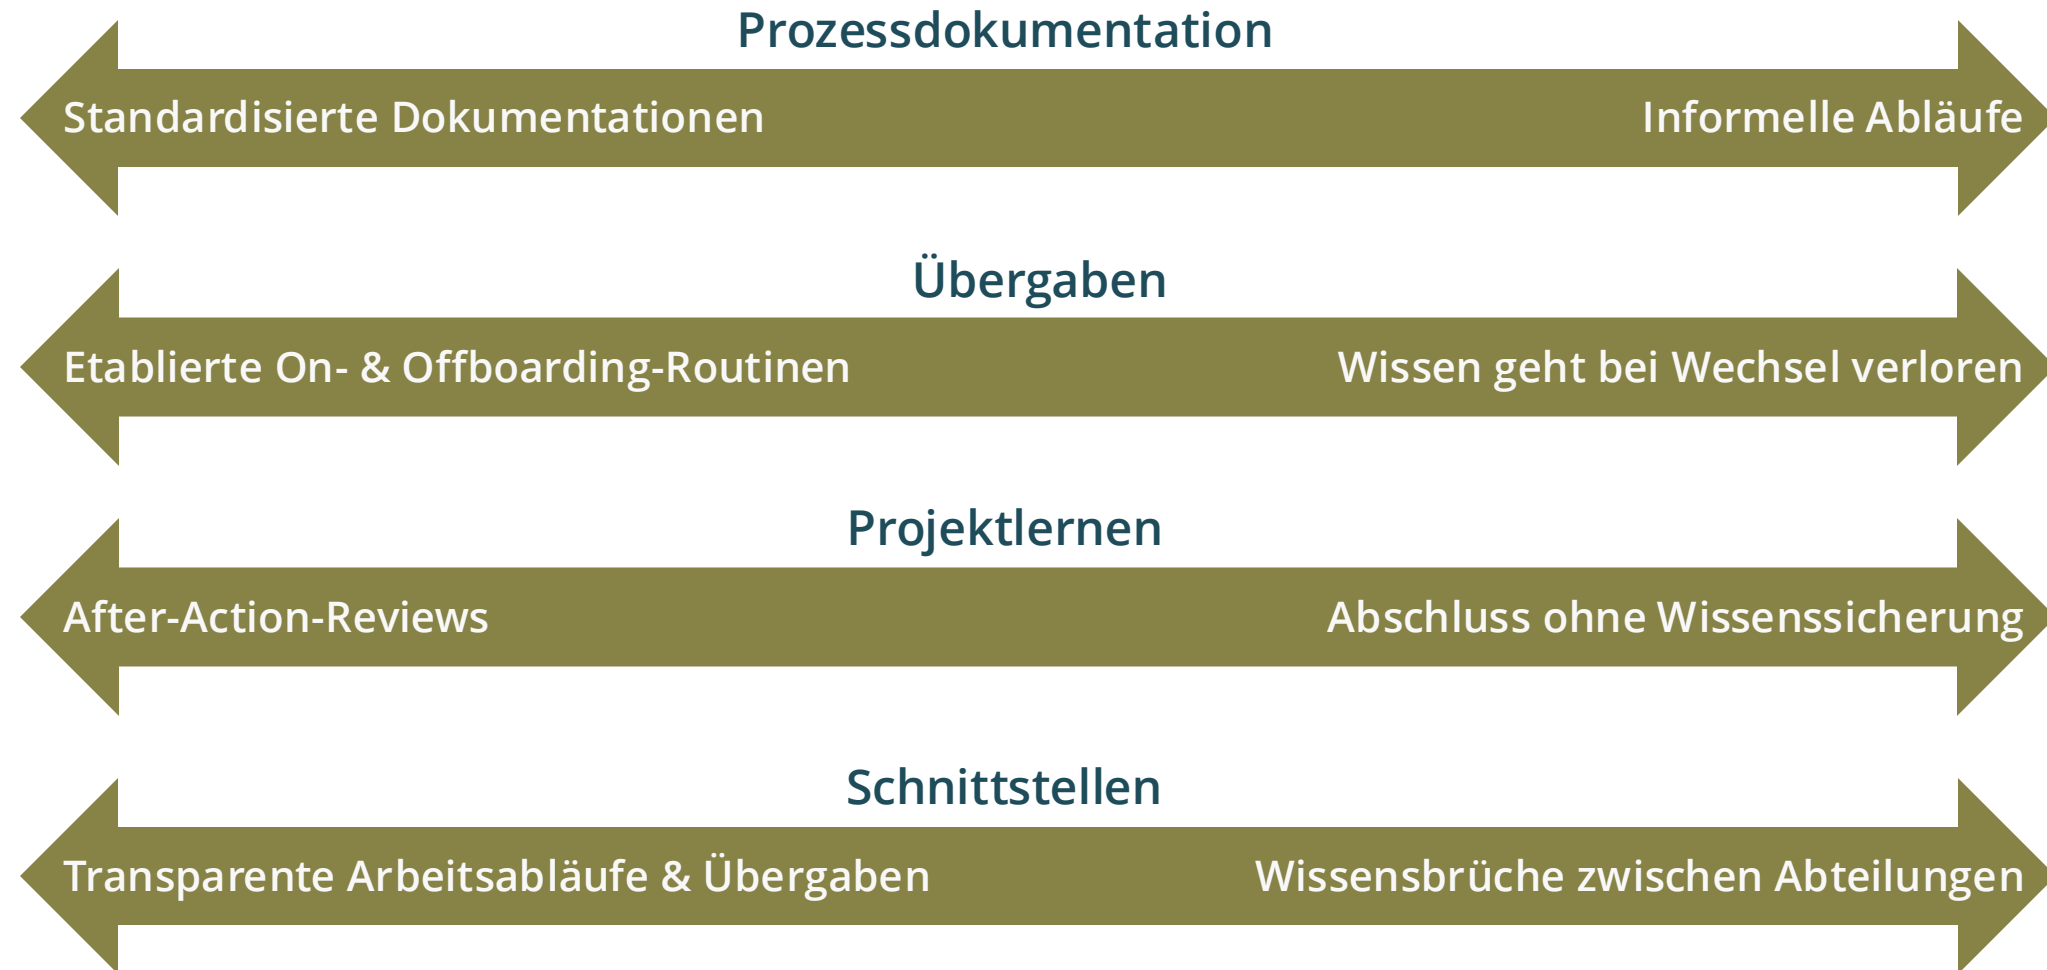 Prozessdokumentation
Standardisierte Dokumentationen Informelle Abläufe
Übergaben
Etablierte On- & Offboarding-Routinen Wissen geht bei Wechsel verloren
Projektlernen
After-Action-Reviews Abschluss ohne Wissenssicherung
Schnittstellen
Transparente Arbeitsabläufe & Übergaben Wissensbrüche zwischen Abteilungen